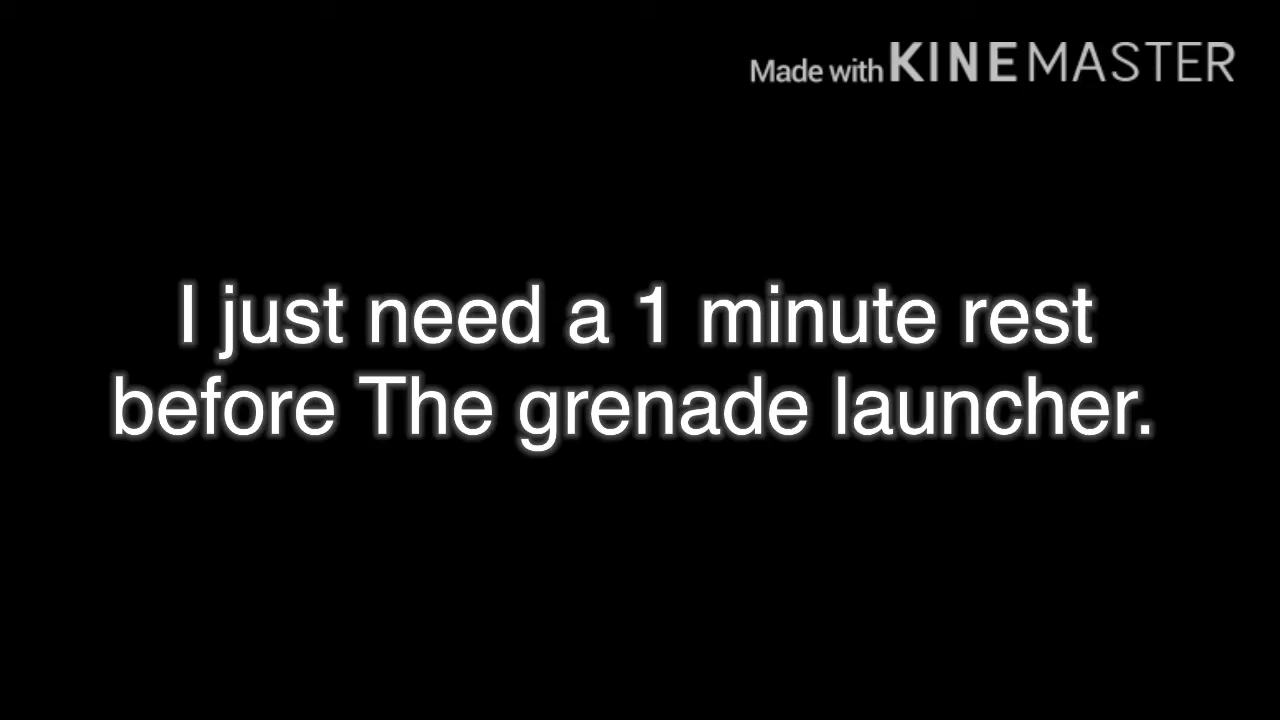 Made with KINEMASTER
I just need a 1 minute rest
before The grenade launcher.